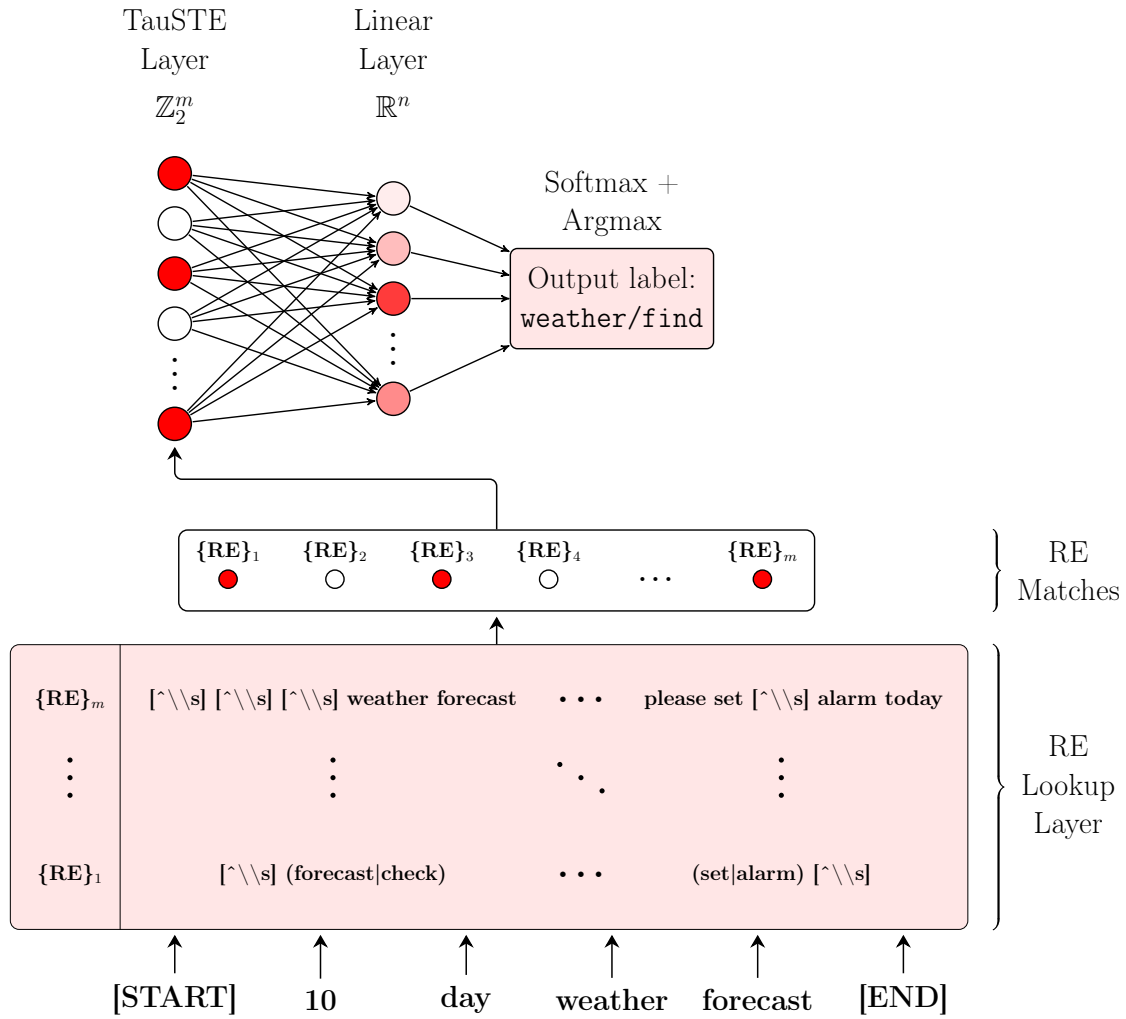 TauSTE
Layer
ℤ₂ᵐ
Linear
Layer
ℝⁿ
Softmax +
Argmax
Output label:
weather/find
{RE}₁ {RE}₂ {RE}₃ {RE}₄ · · · {RE}ₘ
RE
Matches
{RE}ₘ [^\\s] [^\\s] [^\\s] weather forecast · · · please set [^\\s] alarm today
{RE}₁ [^\\s] (forecast|check) · · · (set|alarm) [^\\s]
RE
Lookup
Layer
[START] 10 day weather forecast [END]